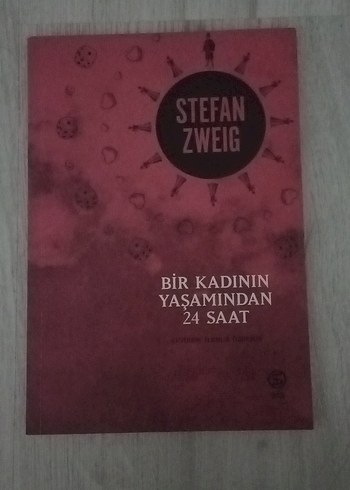 STEFAN
ZWEIG
BİR KADININ
YAŞAMINDAN
24 SAAT